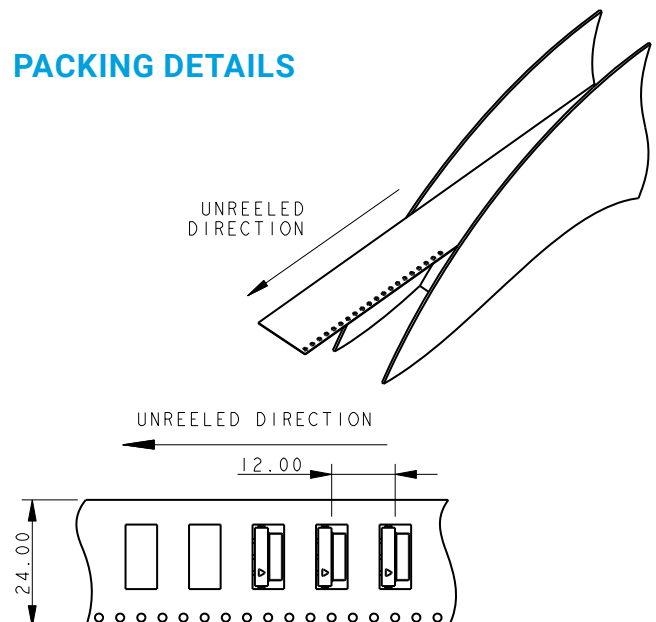 PACKING DETAILS
UNREELED
DIRECTION
UNREELED DIRECTION
12.00
24.00